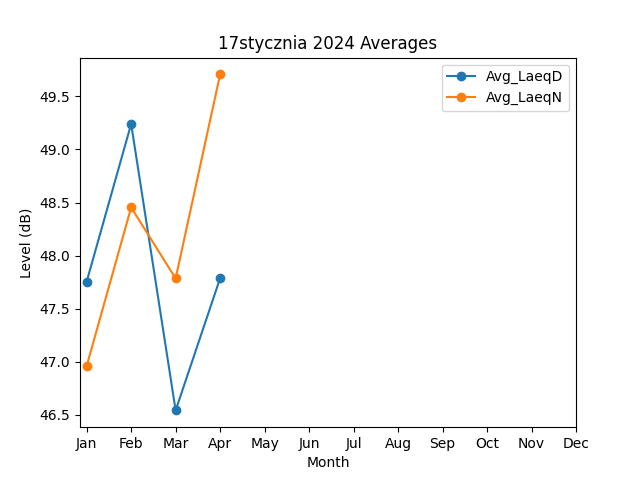 17stycznia 2024 Averages
Avg_LaeqD
Avg_LaeqN
Level (dB)
49.5
49.0
48.5
48.0
47.5
47.0
46.5
Jan Feb Mar Apr May Jun Jul Aug Sep Oct Nov Dec
Month